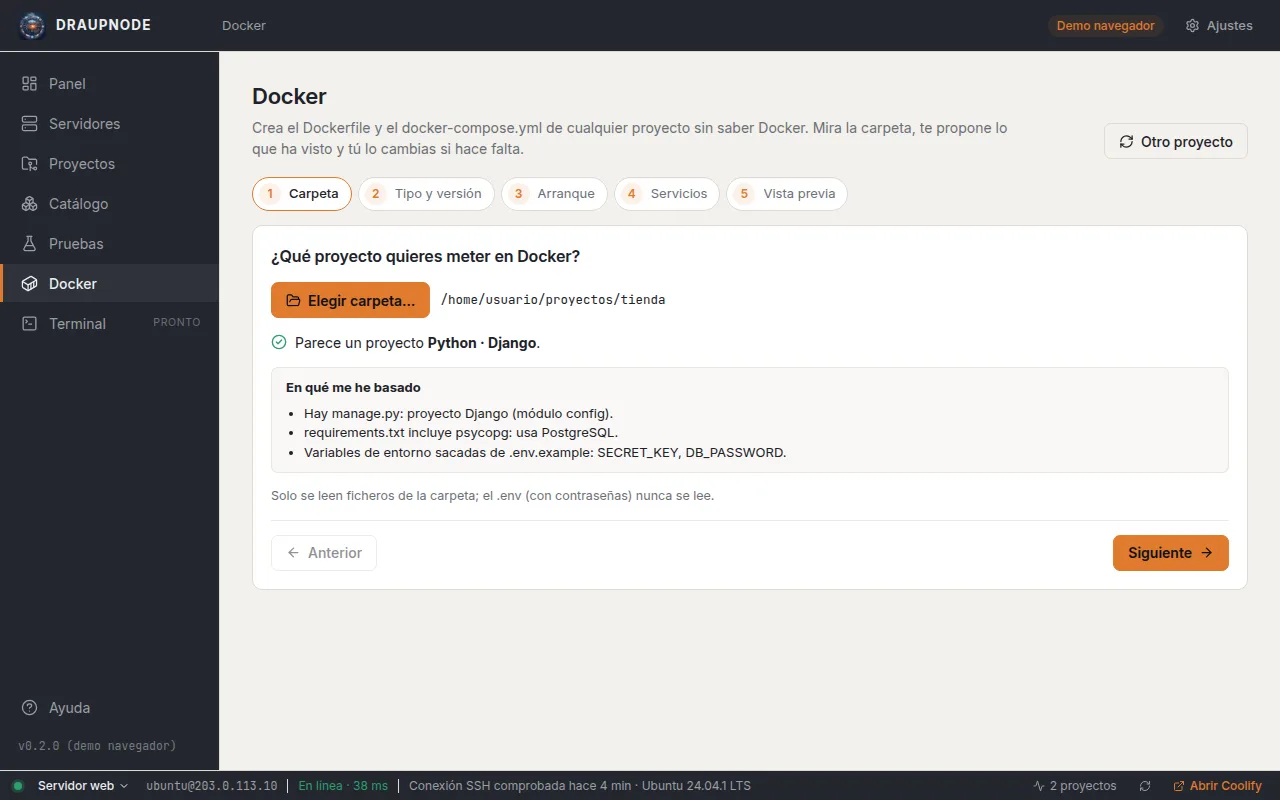 DRAUPNODE
Docker
Demo navegador
Ajustes
Panel
Servidores
Proyectos
Catálogo
Pruebas
Docker
Terminal PRONTO
Ayuda
v0.2.0 (demo navegador)
Docker
Crea el Dockerfile y el docker-compose.yml de cualquier proyecto sin saber Docker. Mira la carpeta, te propone lo
que ha visto y tú lo cambias si hace falta.
Otro proyecto
1 Carpeta 2 Tipo y versión 3 Arranque 4 Servicios 5 Vista previa
¿Qué proyecto quieres meter en Docker?
Elegir carpeta... /home/usuario/proyectos/tienda
Parece un proyecto Python · Django.
En qué me he basado
• Hay manage.py: proyecto Django (módulo config).
• requirements.txt incluye psycopg: usa PostgreSQL.
• Variables de entorno sacadas de .env.example: SECRET_KEY, DB_PASSWORD.
Solo se leen ficheros de la carpeta; el .env (con contraseñas) nunca se lee.
← Anterior
Siguiente →
Servidor web ubuntu@203.0.113.10 En línea · 38 ms Conexión SSH comprobada hace 4 min · Ubuntu 24.04.1 LTS 2 proyectos Abrir Coolify